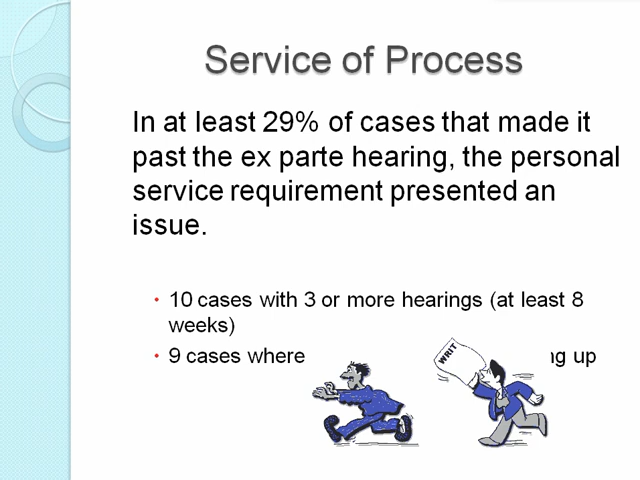 Service of Process
In at least 29% of cases that made it
past the ex parte hearing, the personal
service requirement presented an
issue.
• 10 cases with 3 or more hearings (at least 8
weeks)
• 9 cases where up
WRIT